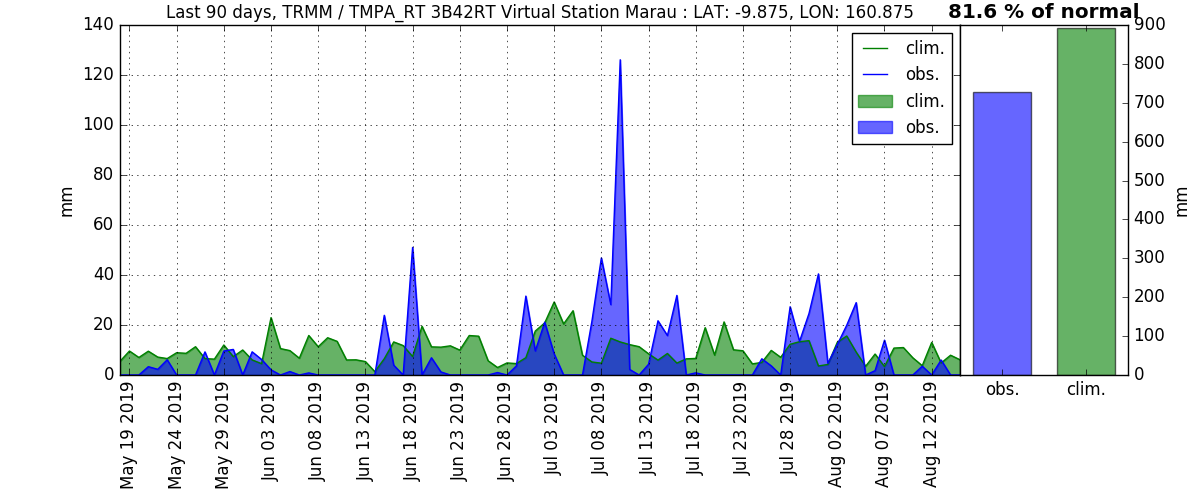 Last 90 days, TRMM / TMPA_RT 3B42RT Virtual Station Marau : LAT: -9.875, LON: 160.875
81.6 % of normal
140
120
100
80
60
40
20
0
mm
clim.
obs.
clim.
obs.
900
800
700
600
500
400
300
200
100
0
mm
May 19 2019
May 24 2019
May 29 2019
Jun 03 2019
Jun 08 2019
Jun 13 2019
Jun 18 2019
Jun 23 2019
Jun 28 2019
Jul 03 2019
Jul 08 2019
Jul 13 2019
Jul 18 2019
Jul 23 2019
Jul 28 2019
Aug 02 2019
Aug 07 2019
Aug 12 2019
obs.
clim.